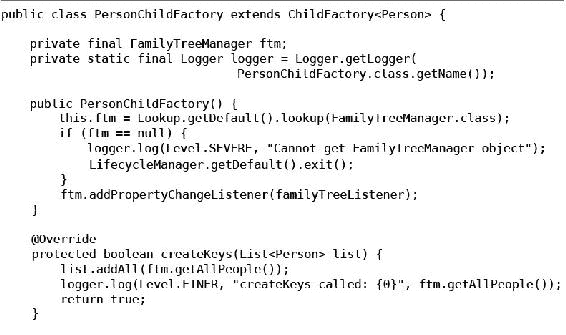 public class PersonChildFactory extends ChildFactory<Person> {
private final FamilyTreeManager ftm;
private static final Logger logger = Logger.getLogger(
PersonChildFactory.class.getName());
public PersonChildFactory() {
this.ftm = Lookup.getDefault().lookup(FamilyTreeManager.class);
if (ftm == null) {
logger.log(Level.SEVERE, "Cannot get FamilyTreeManager object");
LifecycleManager.getDefault().exit();
}
ftm.addPropertyChangeListener(familyTreeListener);
}
@Override
protected boolean createKeys(List<Person> list) {
list.addAll(ftm.getAllPeople());
logger.log(Level.FINER, "createKeys called: {0}", ftm.getAllPeople());
return true;
}